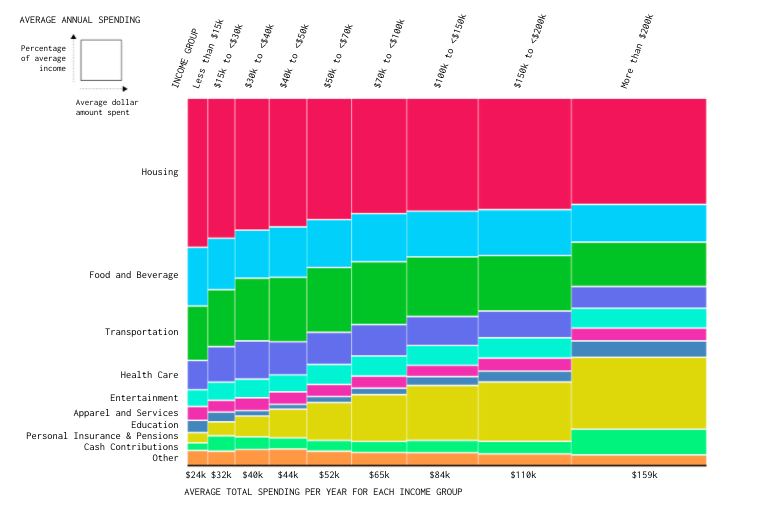 AVERAGE ANNUAL SPENDING
Percentage
of average
income
Average dollar
amount spent
INCOME GROUP
Less than $15k
$15k to <$30k
$30k to <$40k
$40k to <$50k
$50k to <$70k
$70k to <$100k
$100k to <$150k
$150k to <$200k
More than $200k
Housing
Food and Beverage
Transportation
Health Care
Entertainment
Apparel and Services
Education
Personal Insurance & Pensions
Cash Contributions
Other
$24k $32k $40k $44k $52k $65k $84k $110k $159k
AVERAGE TOTAL SPENDING PER YEAR FOR EACH INCOME GROUP